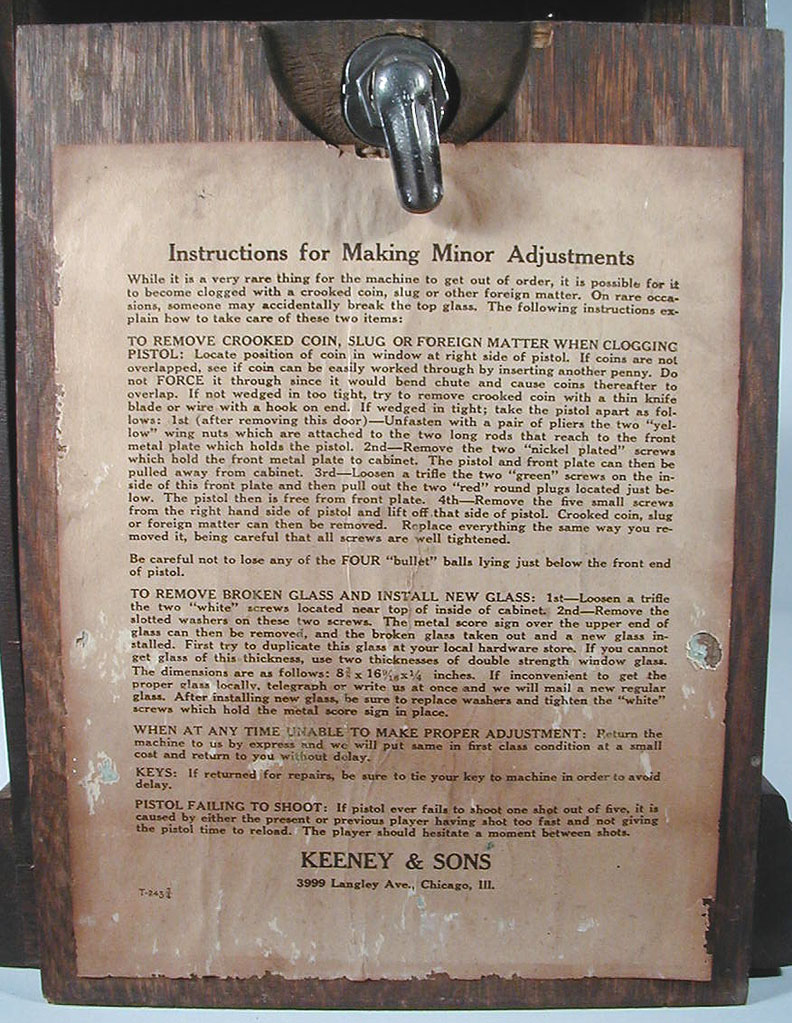 Instructions for Making Minor Adjustments
While it is a very rare thing for the machine to get out of order, it is possible for it
to become clogged with a crooked coin, slug or other foreign matter. On rare occa-
sions, someone may accidentally break the top glass. The following instructions ex-
plain how to take care of these two items:
TO REMOVE CROOKED COIN, SLUG OR FOREIGN MATTER WHEN CLOGGING
PISTOL: Locate position of coin in window at right side of pistol. If coins are not
overlapped, see if coin can be easily worked through by inserting another penny. Do
not FORCE it through since it would bend chute and cause coins thereafter to
overlap. If not wedged in too tight, try to remove crooked coin with a thin knife
blade or wire with a hook on end. If wedged in tight; take the pistol apart as fol-
lows: 1st (after removing this door)—Unfasten with a pair of pliers the two "yel-
low" wing nuts which are attached to the two long rods that reach to the front
metal plate which holds the pistol. 2nd—Remove the two "nickel plated" screws
which hold the front metal plate to cabinet. The pistol and front plate can then be
pulled away from cabinet. 3rd—Loosen a trifle the two "green" screws on the in-
side of this front plate and then pull out the two "red" round plugs located just be-
low. The pistol then is free from front plate. 4th—Remove the five small screws
from the right hand side of pistol and lift off that side of pistol. Crooked coin, slug
or foreign matter can then be removed. Replace everything the same way you re-
moved it, being careful that all screws are well tightened.
Be careful not to lose any of the FOUR "bullet" balls lying just below the front end
of pistol.
TO REMOVE BROKEN GLASS AND INSTALL NEW GLASS: 1st—Loosen a trifle
the two "white" screws located near top of inside of cabinet. 2nd—Remove the
slotted washers on these two screws. The metal score sign over the upper end of
glass can then be removed, and the broken glass taken out and a new glass in-
stalled. First try to duplicate this glass at your local hardware store. If you cannot
get glass of this thickness, use two thicknesses of double strength window glass.
The dimensions are as follows: 8¾ x 16 9/16 x ¼ inches. If inconvenient to get the
proper glass locally, telegraph or write us at once and we will mail a new regular
glass. After installing new glass, be sure to replace washers and tighten the "white"
screws which hold the metal score sign in place.
WHEN AT ANY TIME UNABLE TO MAKE PROPER ADJUSTMENT: Return the
machine to us by express and we will put same in first class condition at a small
cost and return to you without delay.
KEYS: If returned for repairs, be sure to tie your key to machine in order to avoid
delay.
PISTOL FAILING TO SHOOT: If pistol ever fails to shoot one shot out of five, it is
caused by either the present or previous player having shot too fast and not giving
the pistol time to reload. The player should hesitate a moment between shots.
KEENEY & SONS
3999 Langley Ave., Chicago, Ill.
T-243¾